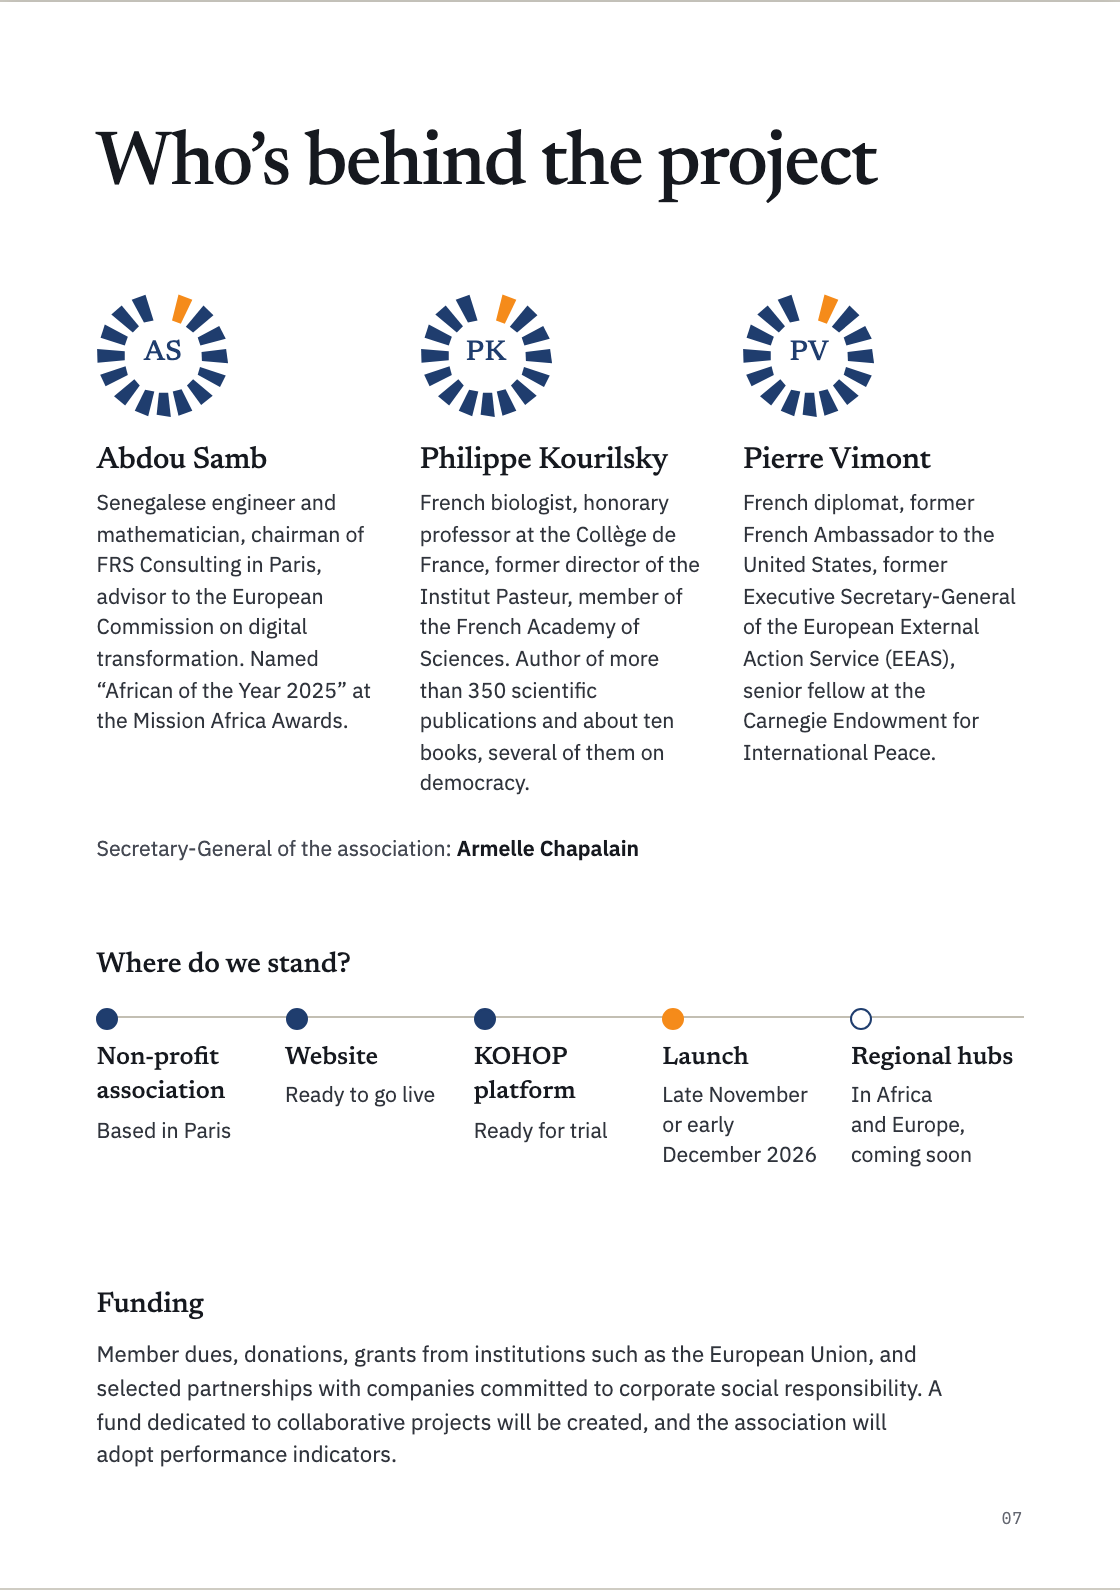 Who’s behind the project
AS
Abdou Samb
Senegalese engineer and
mathematician, chairman of
FRS Consulting in Paris,
advisor to the European
Commission on digital
transformation. Named
“African of the Year 2025” at
the Mission Africa Awards.
PK
Philippe Kourilsky
French biologist, honorary
professor at the Collège de
France, former director of the
Institut Pasteur, member of
the French Academy of
Sciences. Author of more
than 350 scientific
publications and about ten
books, several of them on
democracy.
PV
Pierre Vimont
French diplomat, former
French Ambassador to the
United States, former
Executive Secretary-General
of the European External
Action Service (EEAS),
senior fellow at the
Carnegie Endowment for
International Peace.
Secretary-General of the association: Armelle Chapalain
Where do we stand?
Non-profit
association
Based in Paris
Website
Ready to go live
KOHOP
platform
Ready for trial
Launch
Late November
or early
December 2026
Regional hubs
In Africa
and Europe,
coming soon
Funding
Member dues, donations, grants from institutions such as the European Union, and
selected partnerships with companies committed to corporate social responsibility. A
fund dedicated to collaborative projects will be created, and the association will
adopt performance indicators.
07